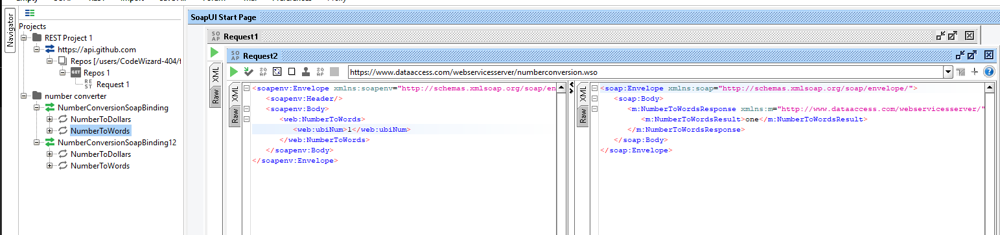 Navigator
Projects
REST Project 1
https://api.github.com
Repos [/users/CodeWizard-404/
GET Repos 1
REST Request 1
number converter
NumberConversionSoapBinding
NumberToDollars
NumberToWords
NumberConversionSoapBinding12
NumberToDollars
NumberToWords
SoapUI Start Page
SOAP Request1
XML
Raw
SOAP Request2
https://www.dataaccess.com/webservicesserver/numberconversion.wso
XML
Raw
<soapenv:Envelope xmlns:soapenv="http://schemas.xmlsoap.org/soap/en
<soapenv:Header/>
<soapenv:Body>
<web:NumberToWords>
<web:ubiNum>1</web:ubiNum>
</web:NumberToWords>
</soapenv:Body>
</soapenv:Envelope>
XML
Raw
<soap:Envelope xmlns:soap="http://schemas.xmlsoap.org/soap/envelope/">
<soap:Body>
<m:NumberToWordsResponse xmlns:m="http://www.dataaccess.com/webservicesserver/"
<m:NumberToWordsResult>one</m:NumberToWordsResult>
</m:NumberToWordsResponse>
</soap:Body>
</soap:Envelope>